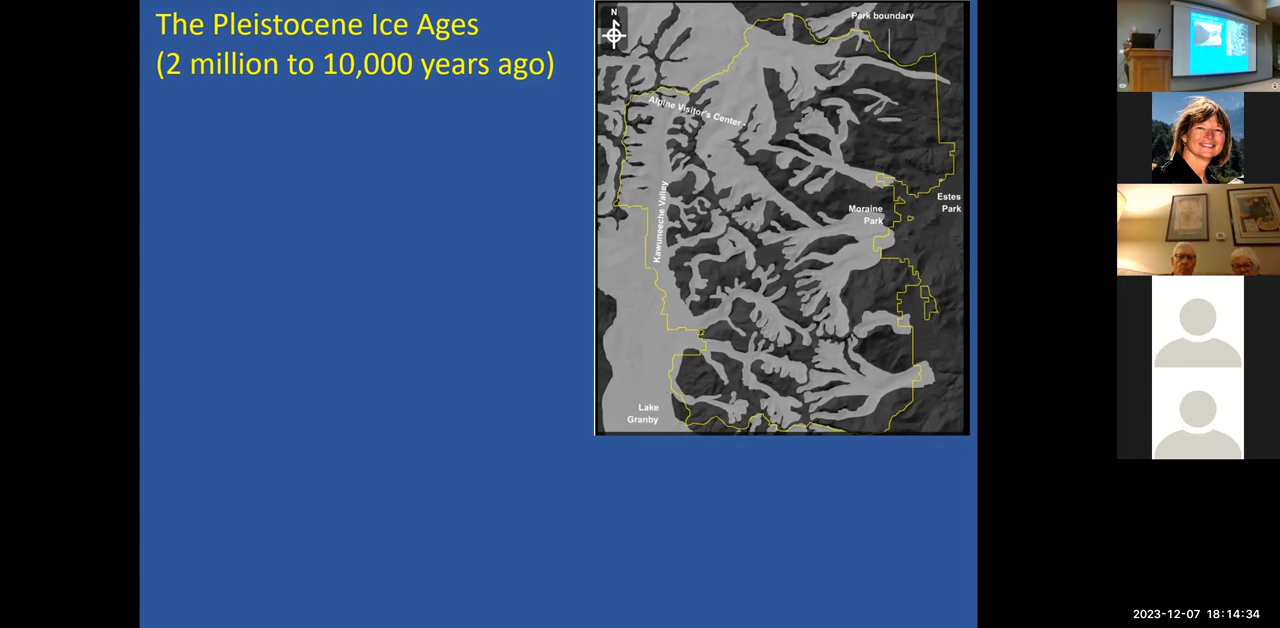 The Pleistocene Ice Ages
(2 million to 10,000 years ago)
N
Park boundary
Alpine Visitor's Center -
Kawuneeche Valley
Moraine
Park
Estes
Park
Lake
Granby
2023-12-07 18:14:34